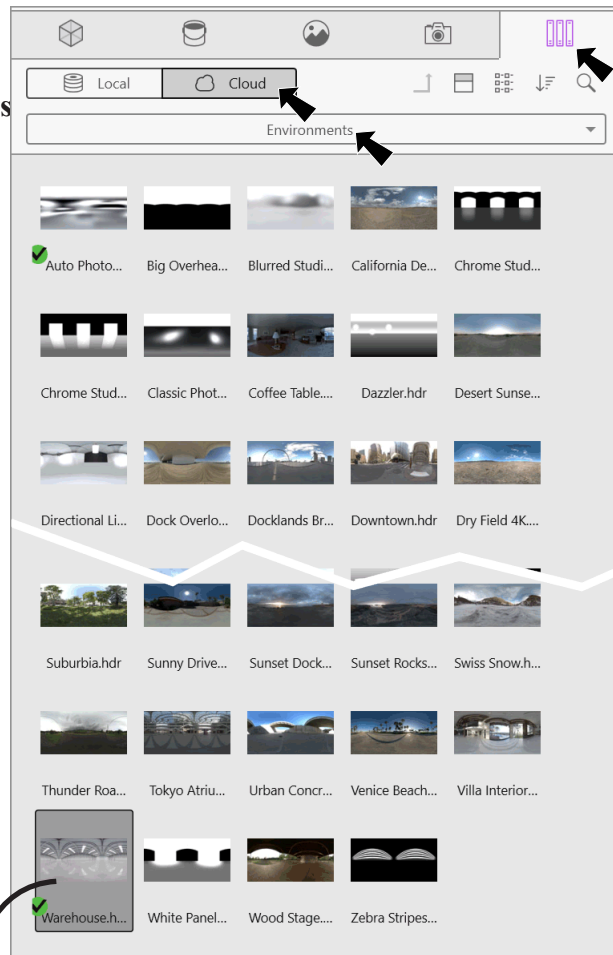 Local Cloud
s
Environments
Auto Photo... Big Overhea... Blurred Studi... California De... Chrome Stud...
Chrome Stud... Classic Phot... Coffee Table.... Dazzler.hdr Desert Sunse...
Directional Li... Dock Overlo... Docklands Br... Downtown.hdr Dry Field 4K....
Suburbia.hdr Sunny Drive... Sunset Dock... Sunset Rocks... Swiss Snow.h...
Thunder Roa... Tokyo Atriu... Urban Concr... Venice Beach... Villa Interior...
Warehouse.h... White Panel... Wood Stage.... Zebra Stripes...